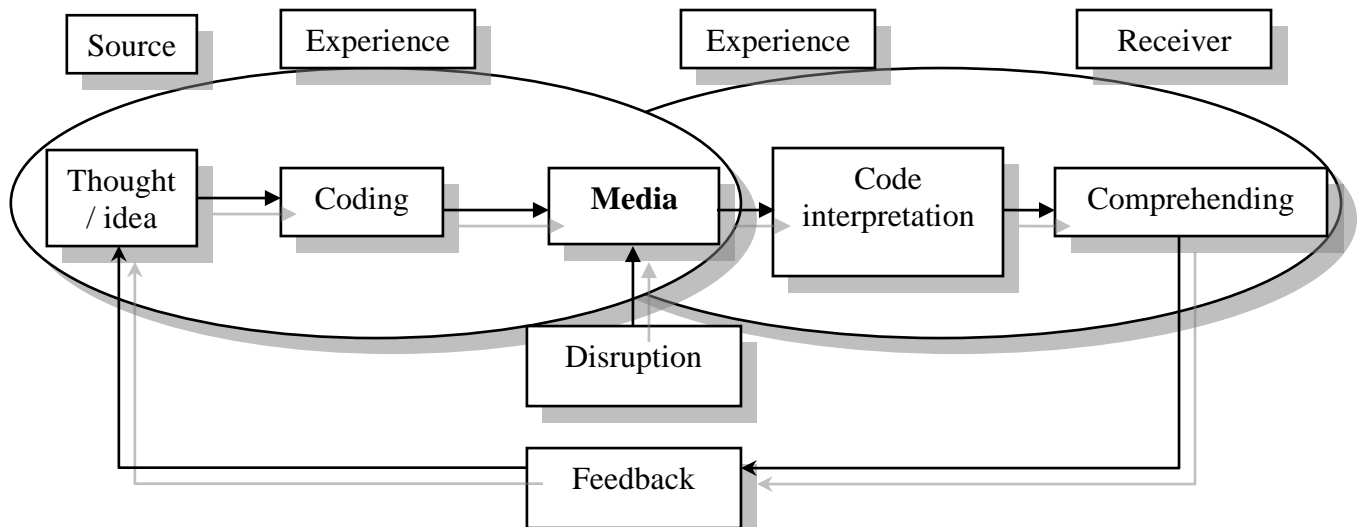 Source
Experience
Experience
Receiver
Thought
/ idea
Coding
Media
Code
interpretation
Comprehending
Disruption
Feedback